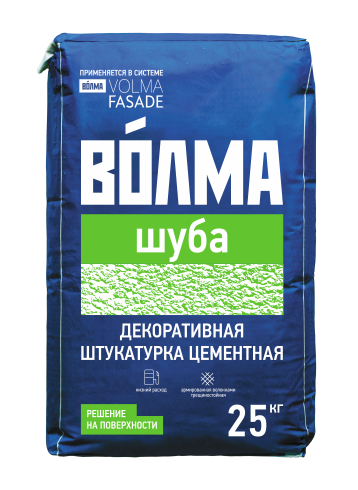 ПРИМЕНЯЕТСЯ В СИСТЕМЕ
ВОЛМА VOLMA
FASADE
ВОЛМА
шуба
ДЕКОРАТИВНАЯ
ШТУКАТУРКА ЦЕМЕНТНАЯ
низкий расход
армированная волокнами
трещиностойкая
РЕШЕНИЕ
НА ПОВЕРХНОСТИ
25 КГ